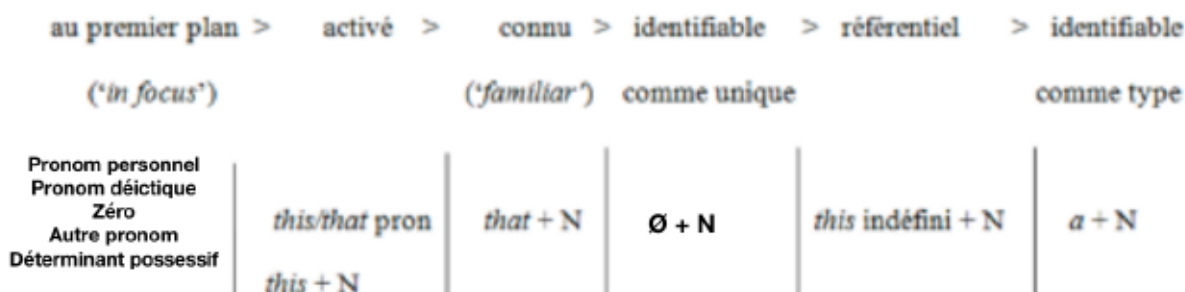 au premier plan > activé > connu > identifiable > référentiel > identifiable
('in focus') ('familiar') comme unique comme type
Pronom personnel
Pronom déictique
Zéro
Autre pronom
Déterminant possessif
this/that pron
this + N
that + N
Ø + N
this indéfini + N
a + N